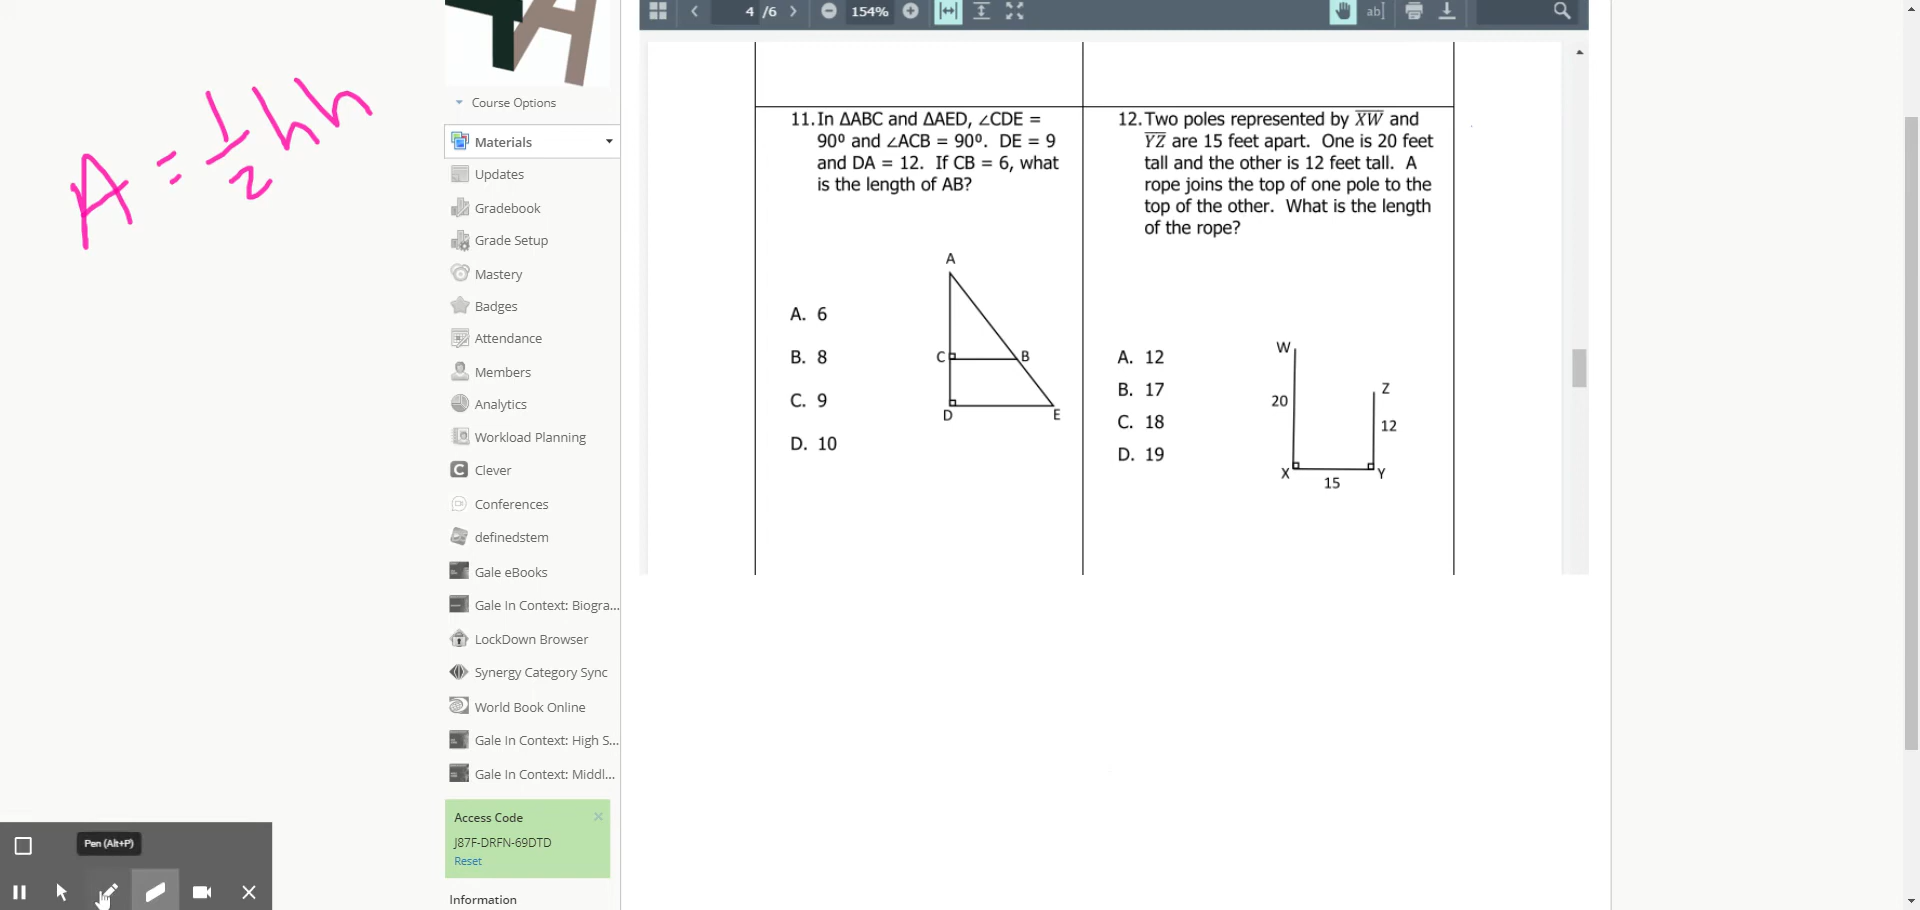 A = 1/2 hh
Course Options
Materials
Updates
Gradebook
Grade Setup
Mastery
Badges
Attendance
Members
Analytics
Workload Planning
Clever
Conferences
definedstem
Gale eBooks
Gale In Context: Biogra...
LockDown Browser
Synergy Category Sync
World Book Online
Gale In Context: High S...
Gale In Context: Middl...
Access Code
J87F-DRFN-69DTD
Reset
Information
Pen (Alt+P)
4 /6
154%
ab
11. In ΔABC and ΔAED, ∠CDE =
90º and ∠ACB = 90º. DE = 9
and DA = 12. If CB = 6, what
is the length of AB?
A. 6
B. 8
C. 9
D. 10
A
C
B
D
E
12. Two poles represented by X̅W̅ and
Y̅Z̅ are 15 feet apart. One is 20 feet
tall and the other is 12 feet tall. A
rope joins the top of one pole to the
top of the other. What is the length
of the rope?
A. 12
B. 17
C. 18
D. 19
W
Z
20
12
X
Y
15